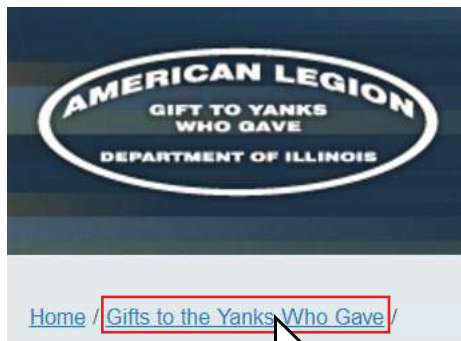 AMERICAN LEGION
GIFT TO YANKS
WHO GAVE
DEPARTMENT OF ILLINOIS
Home / Gifts to the Yanks Who Gave /